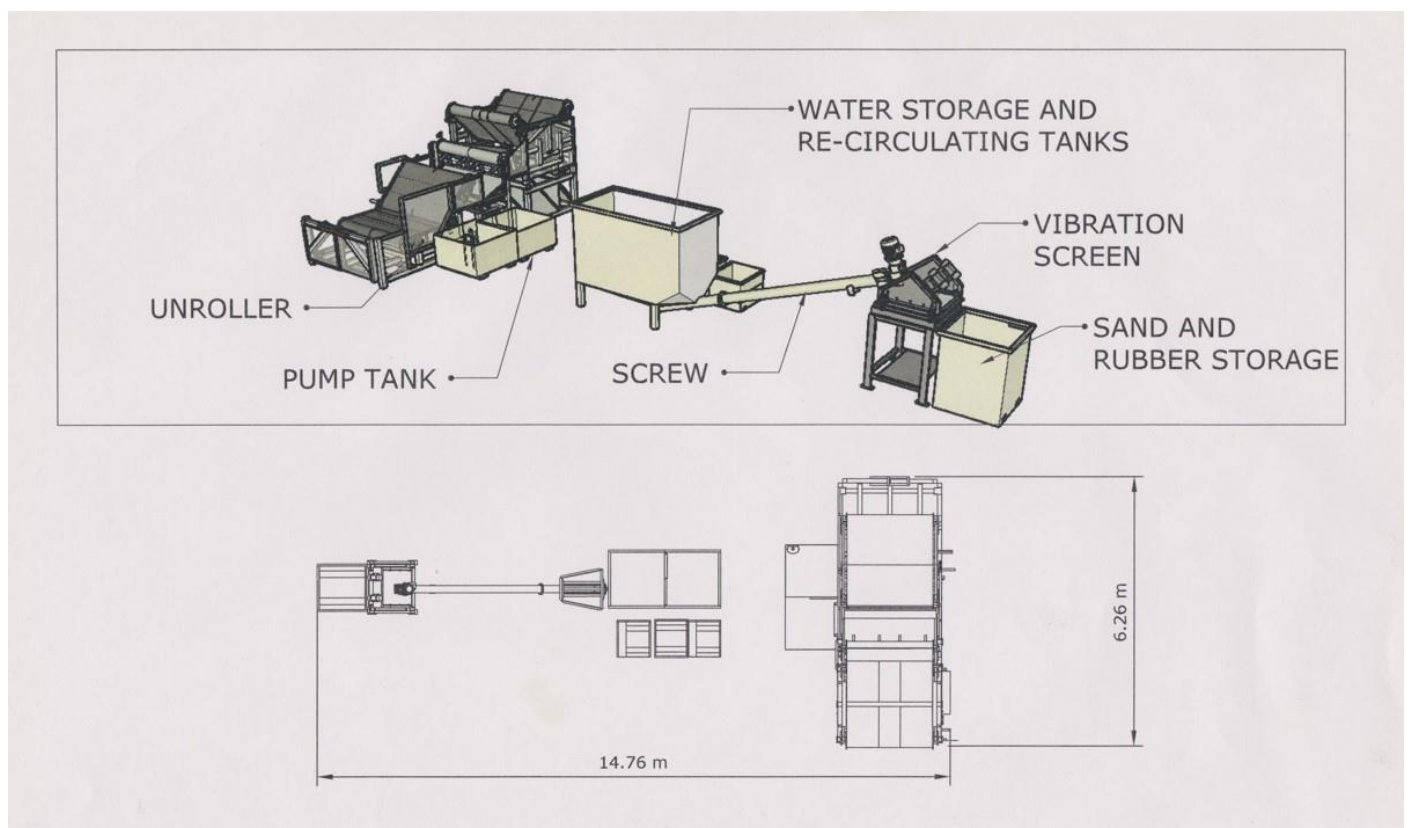 WATER STORAGE AND
RE-CIRCULATING TANKS
VIBRATION
SCREEN
UNROLLER
SAND AND
RUBBER STORAGE
PUMP TANK
SCREW
6.26 m
14.76 m